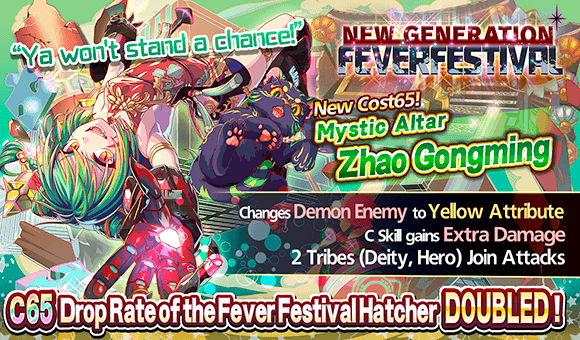 "Ya won't stand a chance!"
NEW GENERATION
FEVERFESTIVAL
New Cost65!
Mystic Altar
Zhao Gongming
Changes Demon Enemy to Yellow Attribute
C Skill gains Extra Damage
2 Tribes (Deity, Hero) Join Attacks
C65 Drop Rate of the Fever Festival Hatcher DOUBLED!